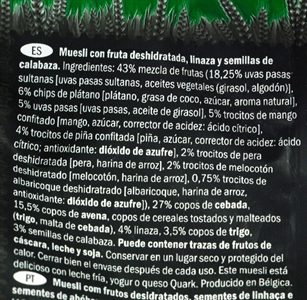 ES Muesli con fruta deshidratada, linaza y semillas de
calabaza. Ingredientes: 43% mezcla de frutas (18,25% uvas pasas
sultanas [uvas pasas sultanas, aceites vegetales (girasol, algodón)],
6% chips de plátano [plátano, grasa de coco, azúcar, aroma natural],
5% uvas pasas [uvas pasas, aceite de girasol], 5% trocitos de mango
confitado [mango, azúcar, corrector de acidez: ácido cítrico],
4% trocitos de piña confitada [piña, azúcar, corrector de acidez: ácido
cítrico; antioxidante: dióxido de azufre], 2% trocitos de pera
deshidratada [pera, harina de arroz], 2% trocitos de melocotón
deshidratado [melocotón, harina de arroz], 0,75% trocitos de
albaricoque deshidratado [albaricoque, harina de arroz,
antioxidante: dióxido de azufre]), 27% copos de cebada,
15,5% copos de avena, copos de cereales tostados y malteados
(trigo, malta de cebada), 4% linaza, 3,5% copos de trigo,
3% semillas de calabaza. Puede contener trazas de frutos de
cáscara, leche y soja. Conservar en un lugar seco y protegido del
calor. Cerrar bien el envase después de cada uso. Este muesli está
delicioso con leche fría, yogur o queso Quark. Producido en Bélgica.
PT Muesli com frutos desidratados, sementes de linhaça e
sementes de